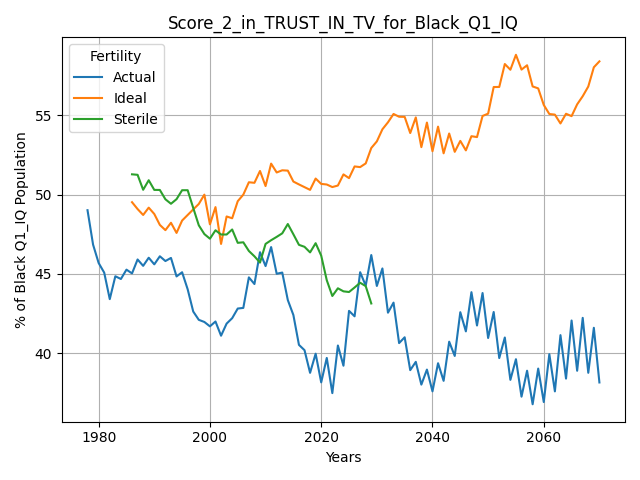 Score_2_in_TRUST_IN_TV_for_Black_Q1_IQ
Fertility
Actual
Ideal
Sterile
% of Black Q1_IQ Population
55
50
45
40
1980
2000
2020
2040
2060
Years